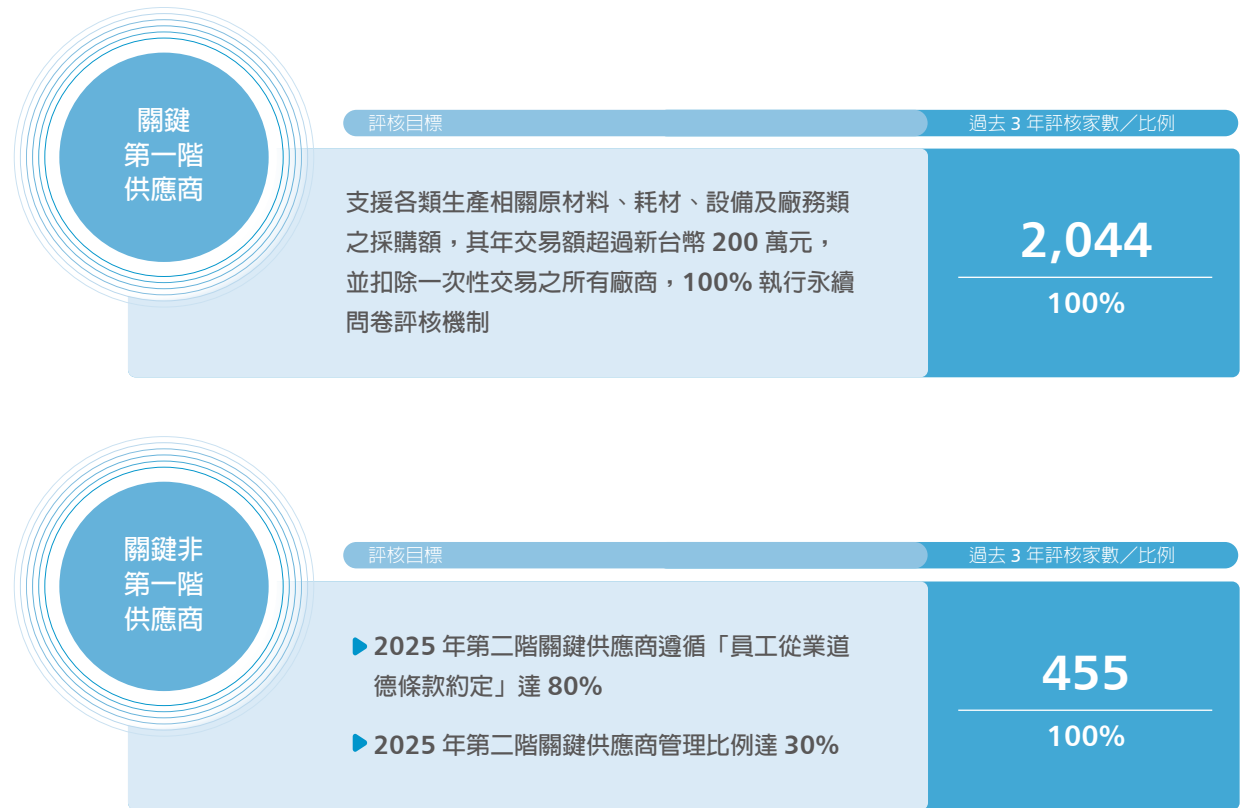 關鍵
第一階
供應商
評核目標
過去 3 年評核家數／比例
支援各類生產相關原材料、耗材、設備及廠務類
之採購額，其年交易額超過新台幣 200 萬元，
並扣除一次性交易之所有廠商，100% 執行永續
問卷評核機制
2,044
100%
關鍵非
第一階
供應商
評核目標
過去 3 年評核家數／比例
2025 年第二階關鍵供應商遵循「員工從業道
德條款約定」達 80%
2025 年第二階關鍵供應商管理比例達 30%
455
100%